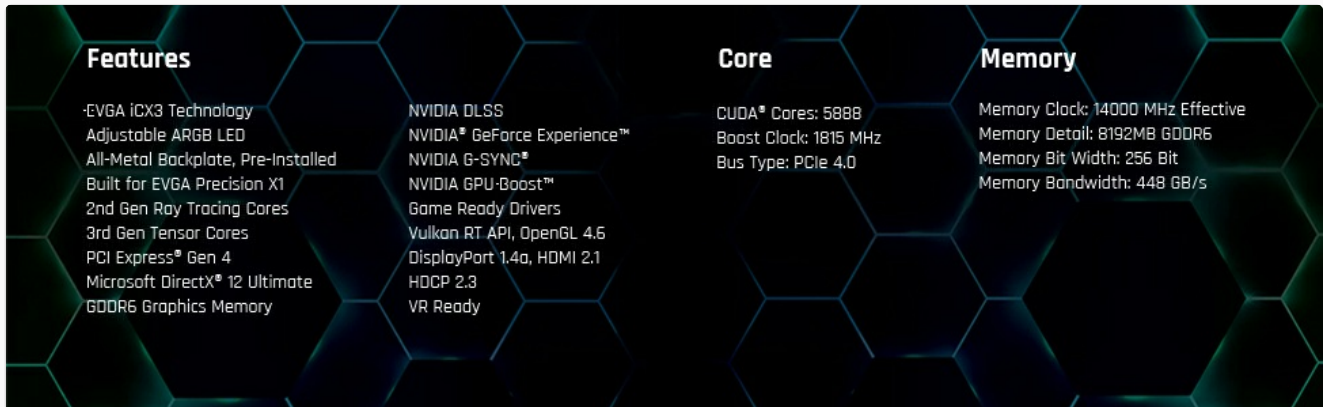 Features
-EVGA iCX3 Technology
Adjustable ARGB LED
All-Metal Backplate, Pre-Installed
Built for EVGA Precision X1
2nd Gen Ray Tracing Cores
3rd Gen Tensor Cores
PCI Express® Gen 4
Microsoft DirectX® 12 Ultimate
GDDR6 Graphics Memory
NVIDIA DLSS
NVIDIA® GeForce Experience™
NVIDIA G-SYNC®
NVIDIA GPU-Boost™
Game Ready Drivers
Vulkan RT API, OpenGL 4.6
DisplayPort 1.4a, HDMI 2.1
HDCP 2.3
VR Ready
Core
CUDA® Cores: 5888
Boost Clock: 1815 MHz
Bus Type: PCIe 4.0
Memory
Memory Clock: 14000 MHz Effective
Memory Detail: 8192MB GDDR6
Memory Bit Width: 256 Bit
Memory Bandwidth: 448 GB/s